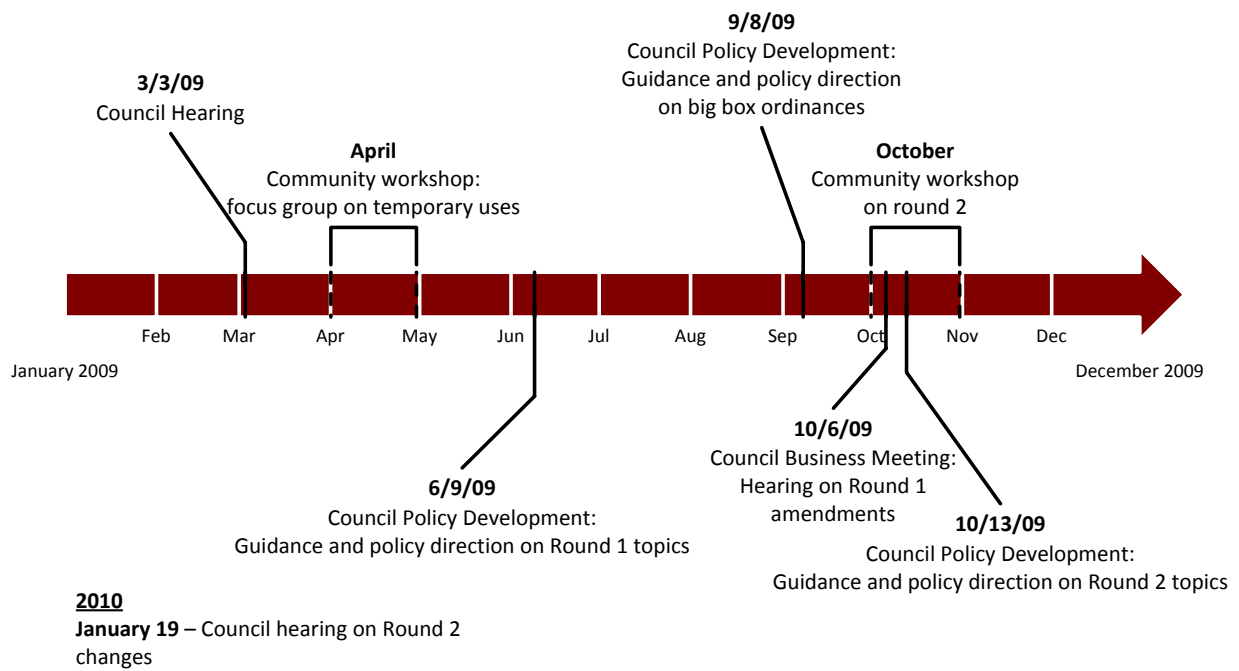 9/8/09
Council Policy Development:
Guidance and policy direction
on big box ordinances
3/3/09
Council Hearing
April
Community workshop:
focus group on temporary uses
October
Community workshop
on round 2
Feb
Mar
Apr
May
Jun
Jul
Aug
Sep
Oct
Nov
Dec
January 2009
December 2009
10/6/09
Council Business Meeting:
Hearing on Round 1
amendments
6/9/09
Council Policy Development:
Guidance and policy direction on Round 1 topics
10/13/09
Council Policy Development:
Guidance and policy direction on Round 2 topics
2010
January 19 – Council hearing on Round 2
changes